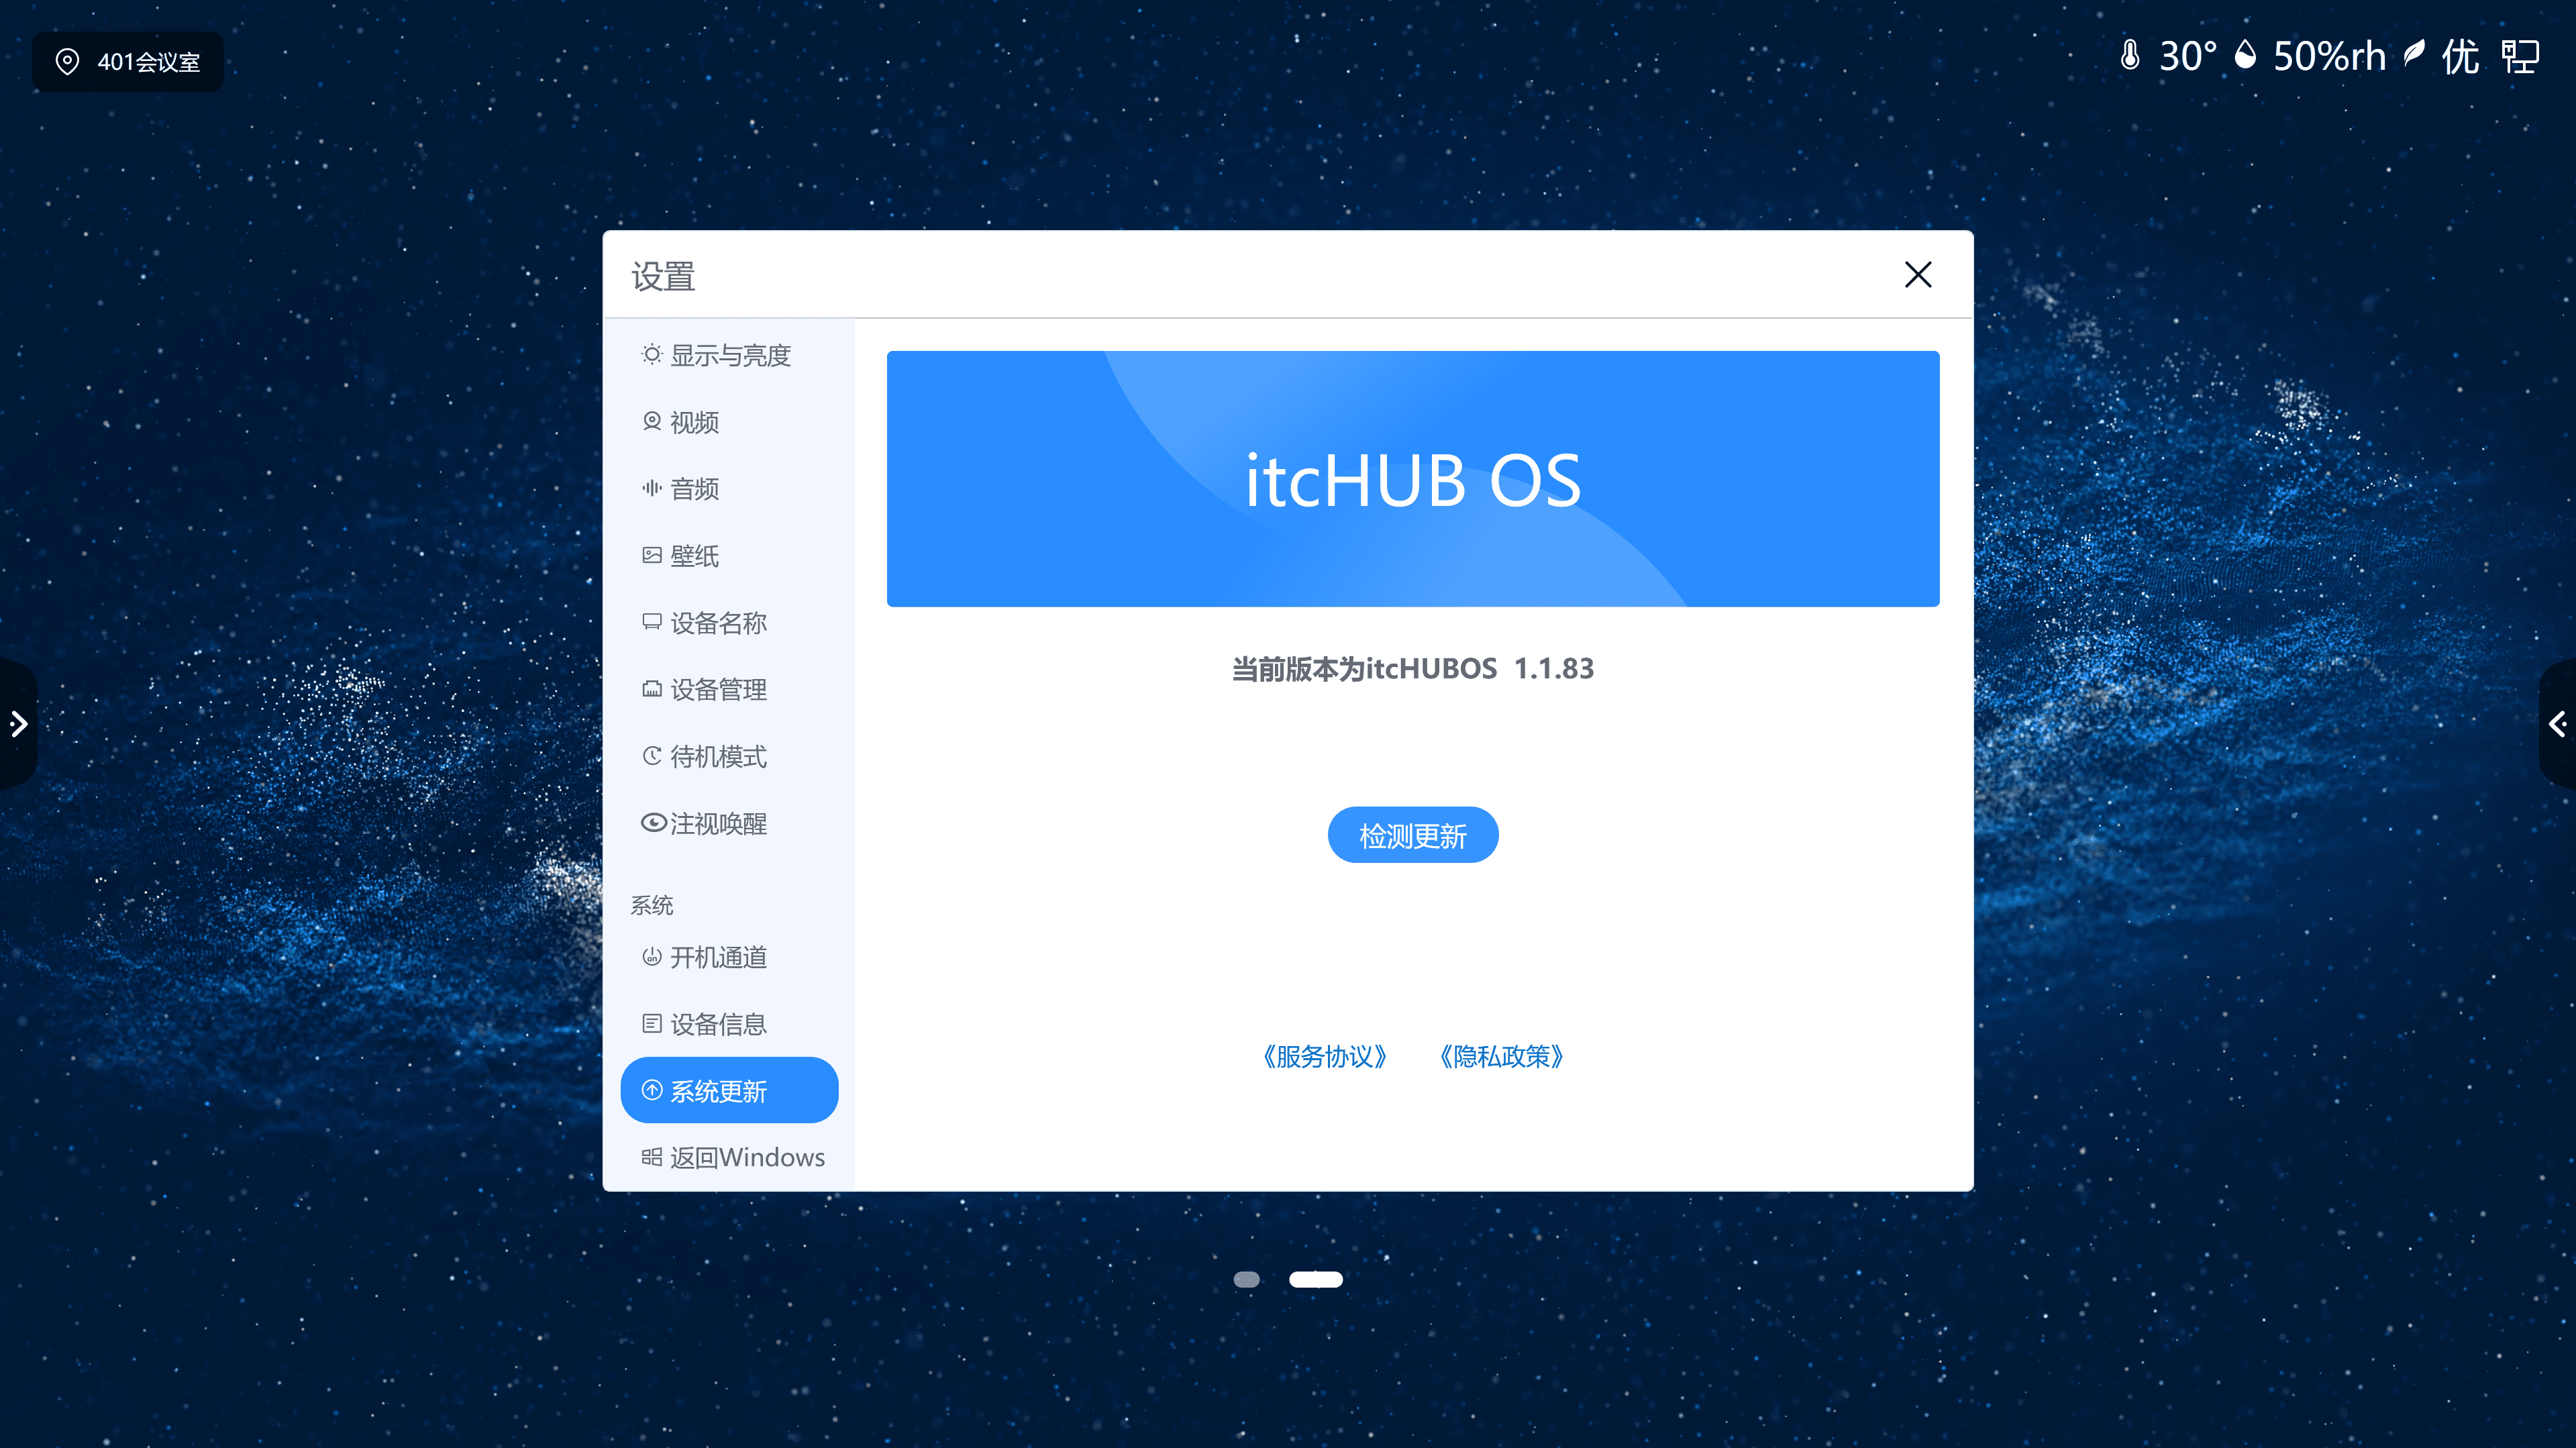 401会议室
30° 50%rh 优
设置
显示与亮度
视频
音频
壁纸
设备名称
设备管理
待机模式
注视唤醒
系统
开机通道
设备信息
系统更新
返回Windows
itcHUB OS
当前版本为itcHUBOS 1.1.83
检测更新
《服务协议》 《隐私政策》